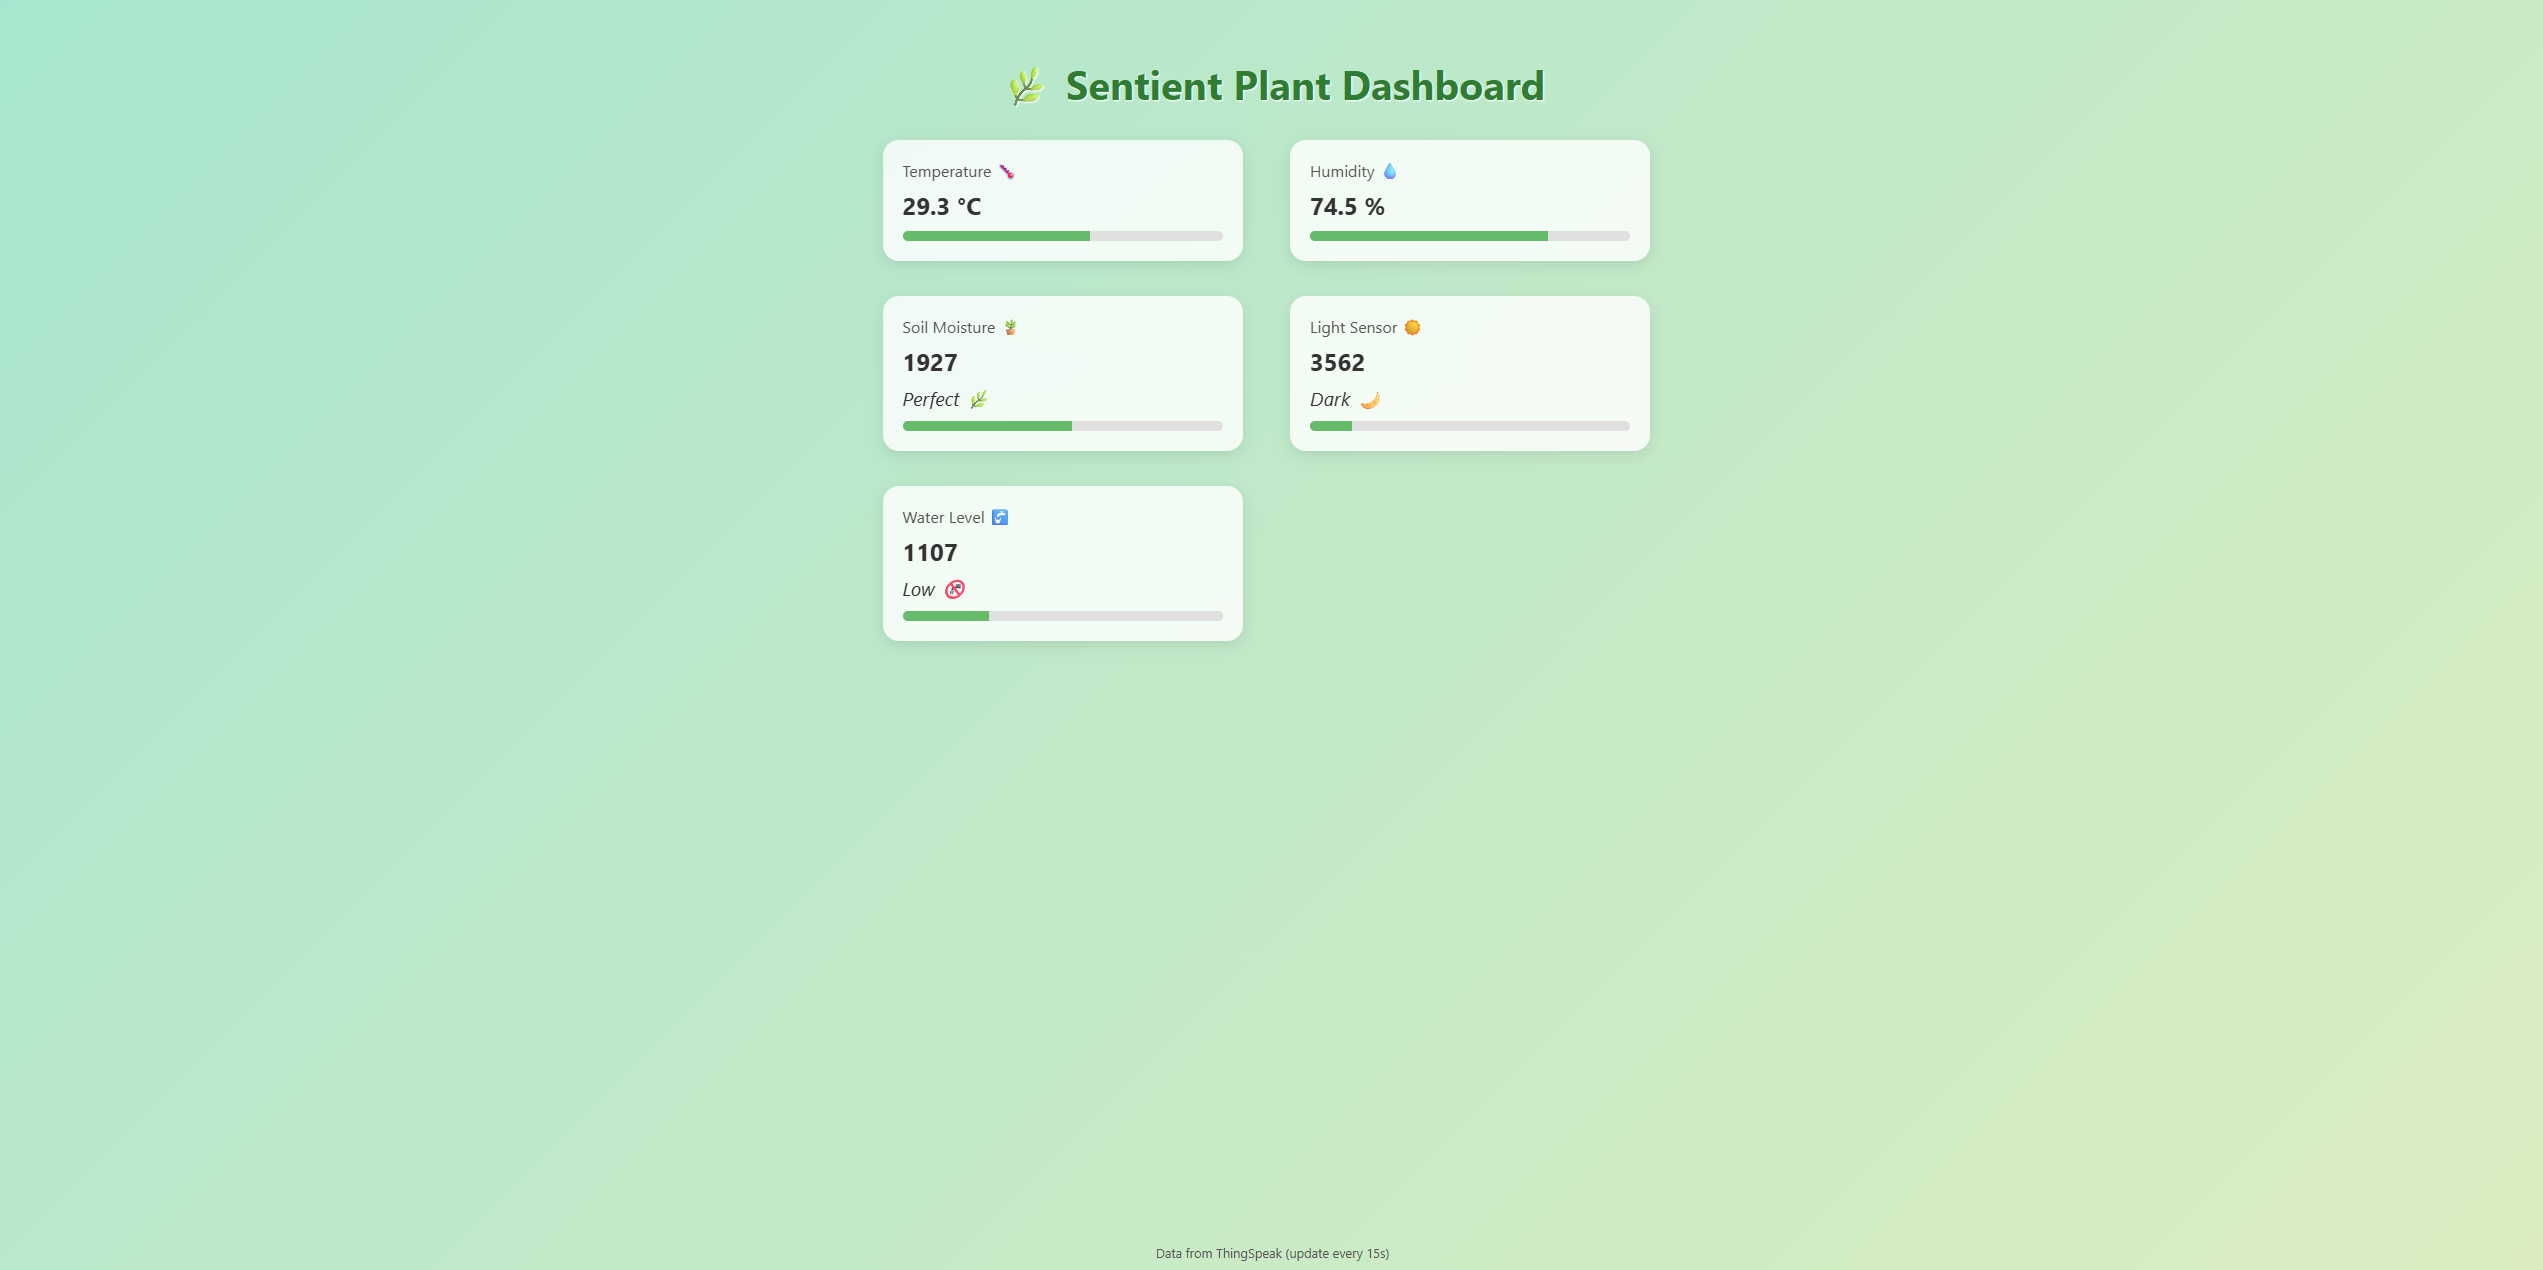 🌿 Sentient Plant Dashboard
Temperature 🌡️
29.3 °C
Humidity 💧
74.5 %
Soil Moisture 🪴
1927
Perfect 🌿
Light Sensor 🌞
3562
Dark 🌙
Water Level 🚰
1107
Low 🚱
Data from ThingSpeak (update every 15s)